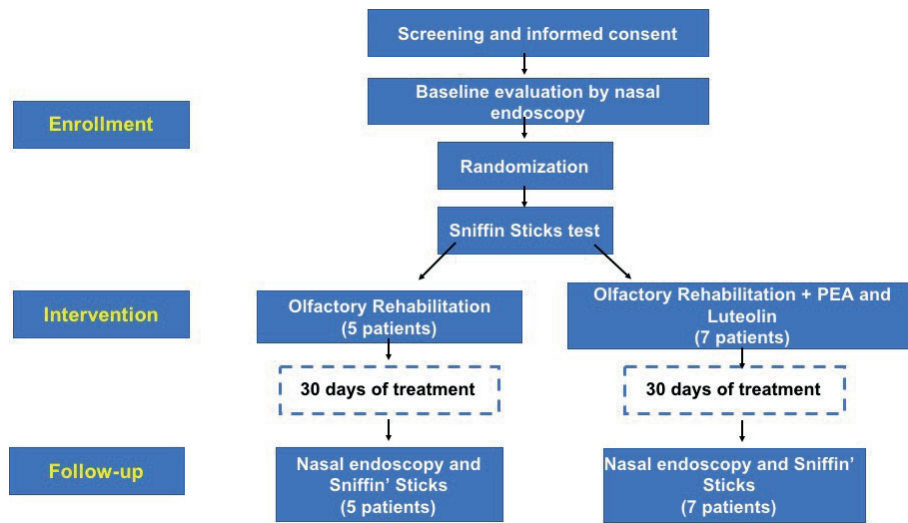 Screening and informed consent
Baseline evaluation by nasal
endoscopy
Enrollment
Randomization
Sniffin Sticks test
Intervention
Olfactory Rehabilitation
(5 patients)
Olfactory Rehabilitation + PEA and
Luteolin
(7 patients)
30 days of treatment
30 days of treatment
Follow-up
Nasal endoscopy and
Sniffin' Sticks
(5 patients)
Nasal endoscopy and Sniffin'
Sticks
(7 patients)